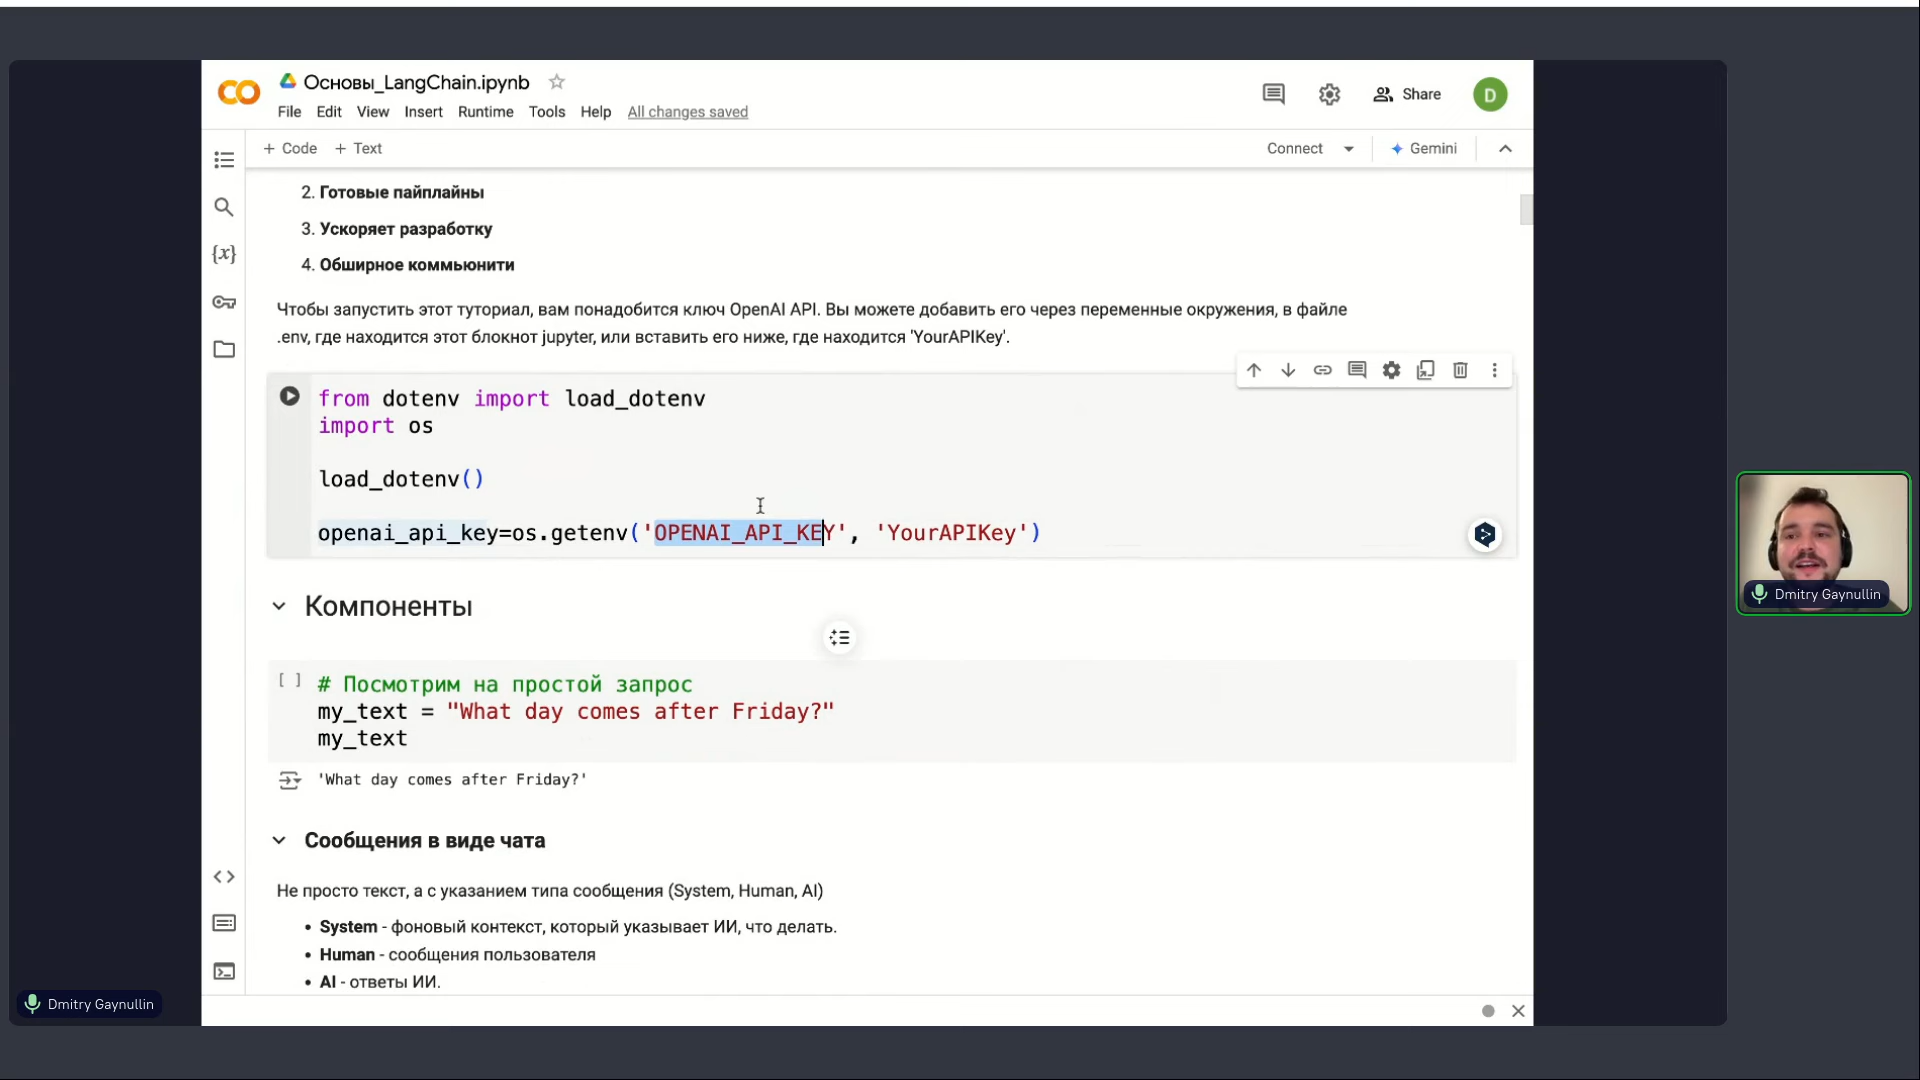 Основы_LangChain.ipynb
File Edit View Insert Runtime Tools Help All changes saved
Share
D
+ Code + Text
Connect
Gemini
2. Готовые пайплайны
3. Ускоряет разработку
4. Обширное коммьюнити
Чтобы запустить этот туториал, вам понадобится ключ OpenAI API. Вы можете добавить его через переменные окружения, в файле
.env, где находится этот блокнот jupyter, или вставить его ниже, где находится 'YourAPIKey'.
from dotenv import load_dotenv
import os
load_dotenv()
openai_api_key=os.getenv('OPENAI_API_KEY', 'YourAPIKey')
Компоненты
[ ] # Посмотрим на простой запрос
my_text = "What day comes after Friday?"
my_text
'What day comes after Friday?'
Сообщения в виде чата
Не просто текст, а с указанием типа сообщения (System, Human, AI)
• System - фоновый контекст, который указывает ИИ, что делать.
• Human - сообщения пользователя
• AI - ответы ИИ.
Dmitry Gaynullin
Dmitry Gaynullin